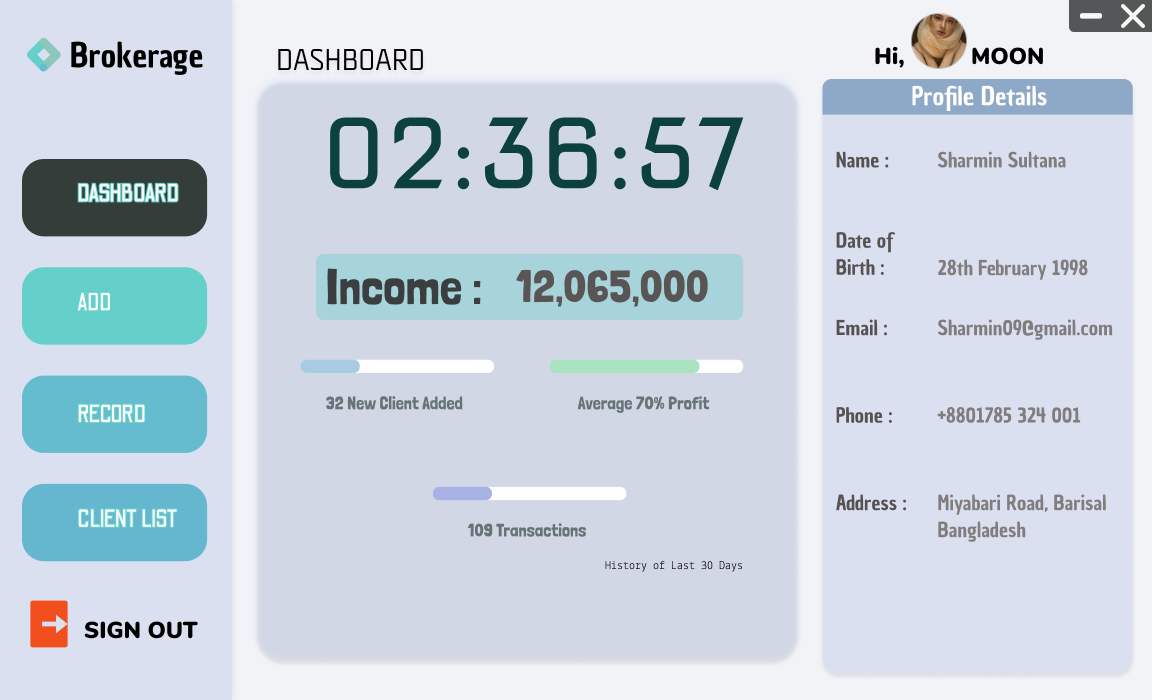 Brokerage
DASHBOARD
ADD
RECORD
CLIENT LIST
SIGN OUT
DASHBOARD
02:36:57
Income : 12,065,000
32 New Client Added
Average 70% Profit
109 Transactions
History of Last 30 Days
Hi, MOON
Profile Details
Name : Sharmin Sultana
Date of
Birth : 28th February 1998
Email : Sharmin09@gmail.com
Phone : +8801785 324 001
Address : Miyabari Road, Barisal
Bangladesh